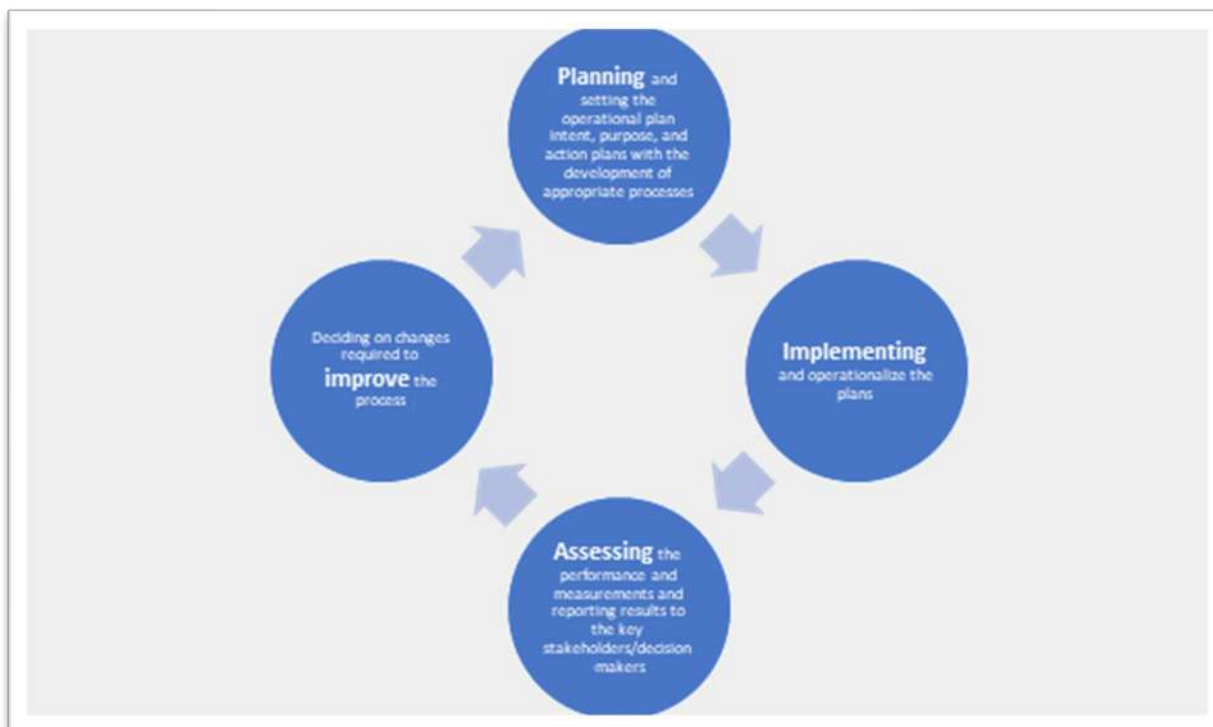 Planning and
setting the
operational plan
intent, purpose, and
action plans with the
development of
appropriate processes
Implementing
and operationalize the
plans
Assessing the
performance and
measurements and
reporting results to
the key
stakeholders/decision
-makers
Deciding on changes
required to
improve the
process